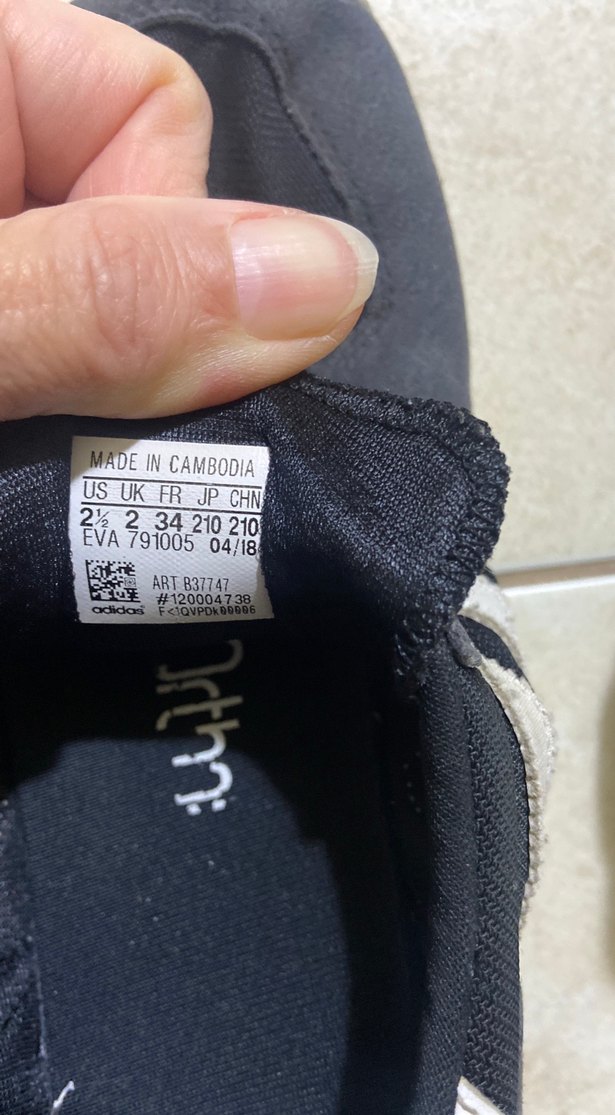 MADE IN CAMBODIA
US UK FR JP CHN
2½ 2 34 210 210
EVA 791005 04/18
ART B37747
#120004738
adidas F<1QVPDk00006